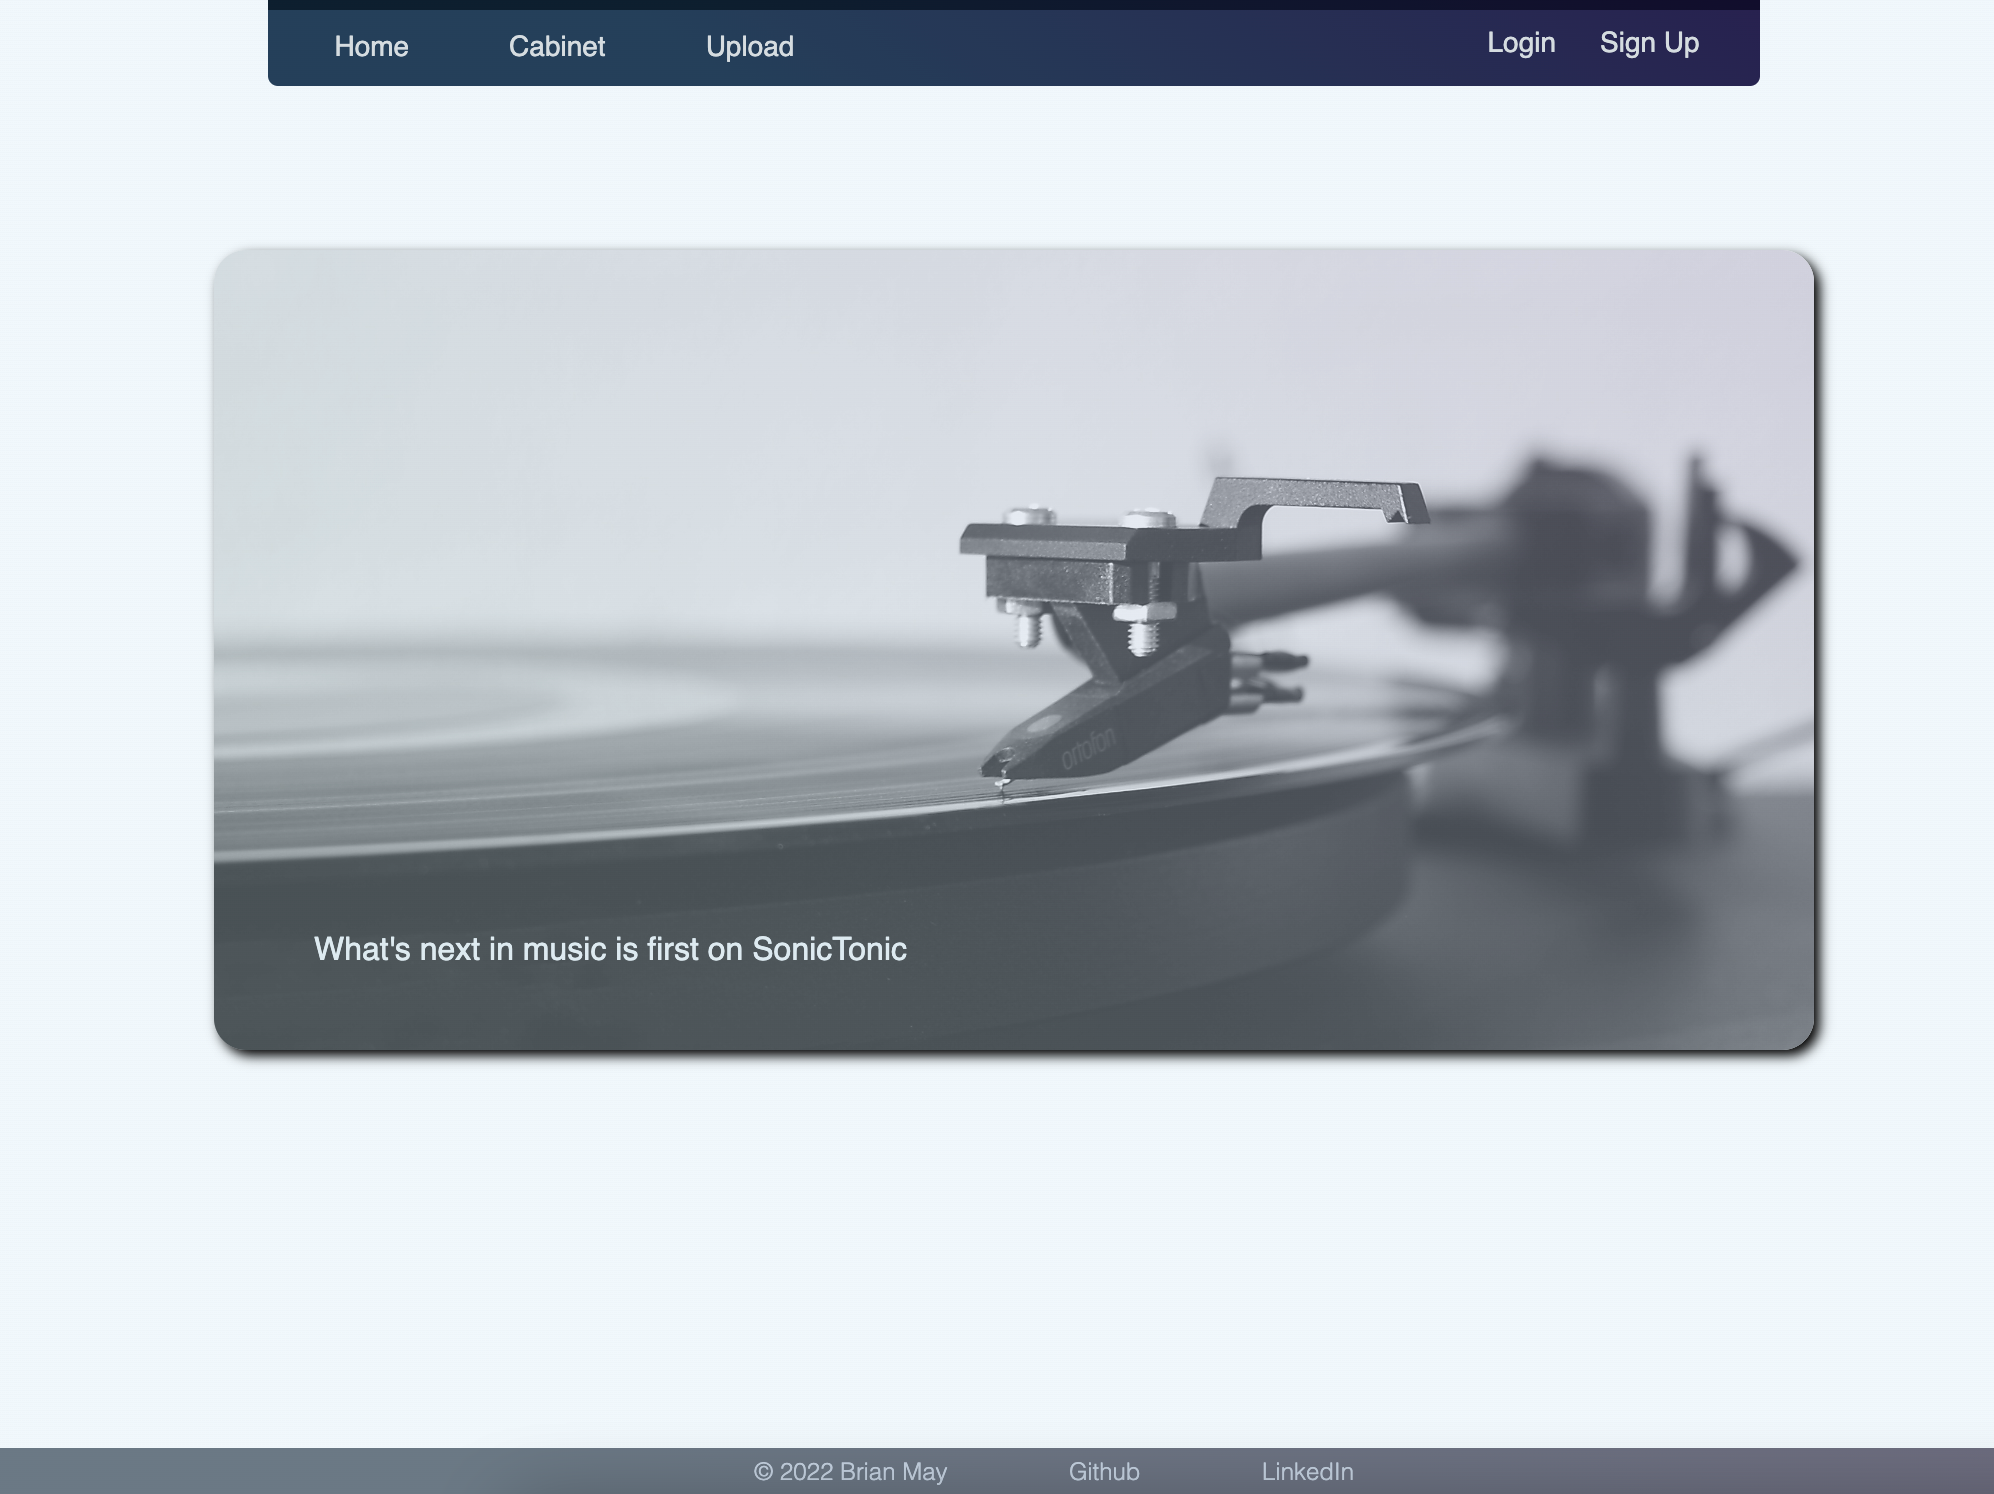 Home Cabinet Upload Login Sign Up
ortofon
What's next in music is first on SonicTonic
© 2022 Brian May Github LinkedIn